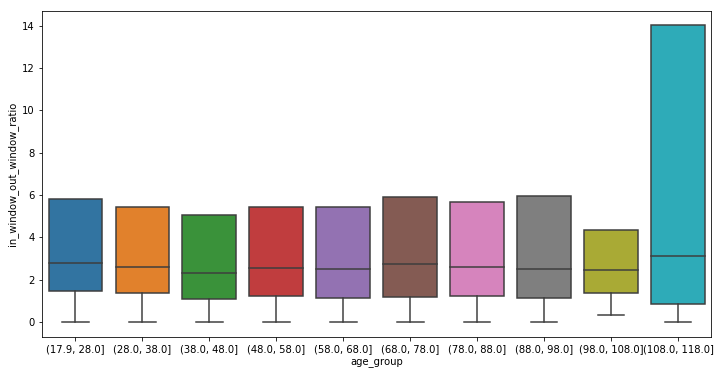 14
12
10
8
6
4
2
0
in_window_out_window_ratio
(17.9, 28.0] (28.0, 38.0] (38.0, 48.0] (48.0, 58.0] (58.0, 68.0] (68.0, 78.0] (78.0, 88.0] (88.0, 98.0] (98.0, 108.0] (108.0, 118.0]
age_group